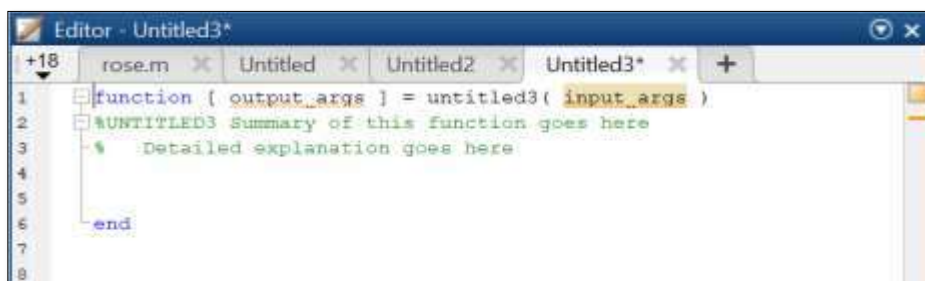 Editor - Untitled3*
+18 rose.m Untitled Untitled2 Untitled3* +
1 function [ output_args ] = untitled3( input_args )
2 %UNTITLED3 Summary of this function goes here
3 % Detailed explanation goes here
4
5
6 end
7
8